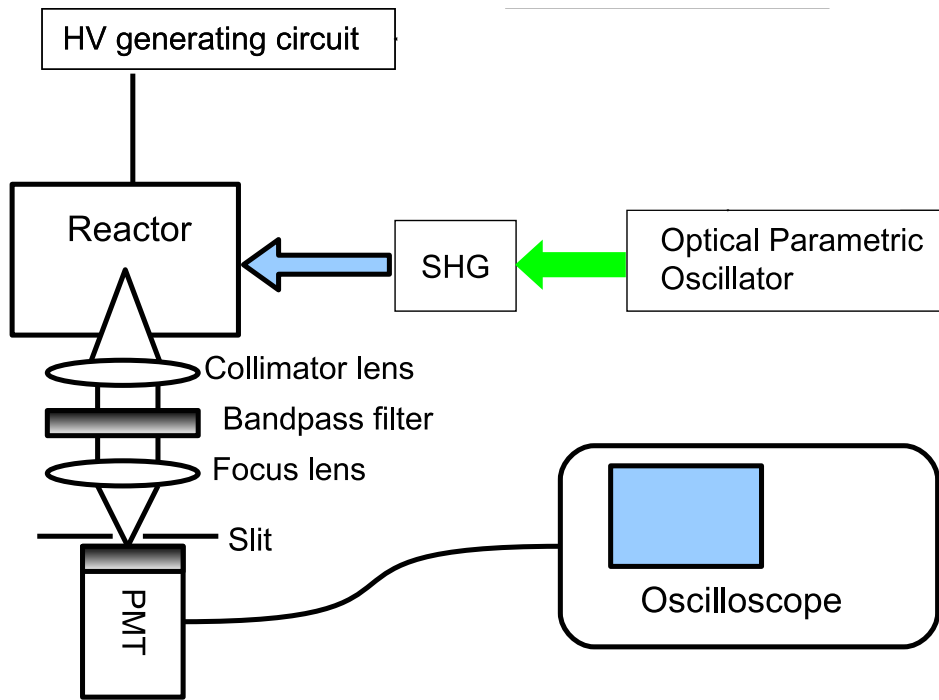 HV generating circuit
Reactor
SHG
Optical Parametric
Oscillator
Collimator lens
Bandpass filter
Focus lens
Slit
PMT
Oscilloscope